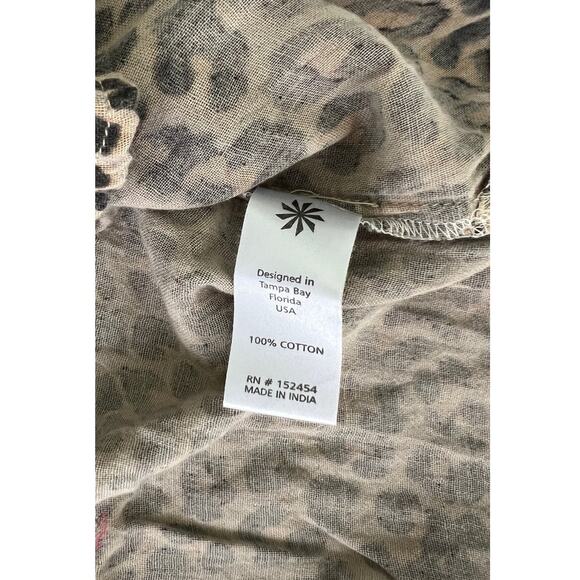 Designed in
Tampa Bay
Florida
USA
100% COTTON
RN # 152454
MADE IN INDIA